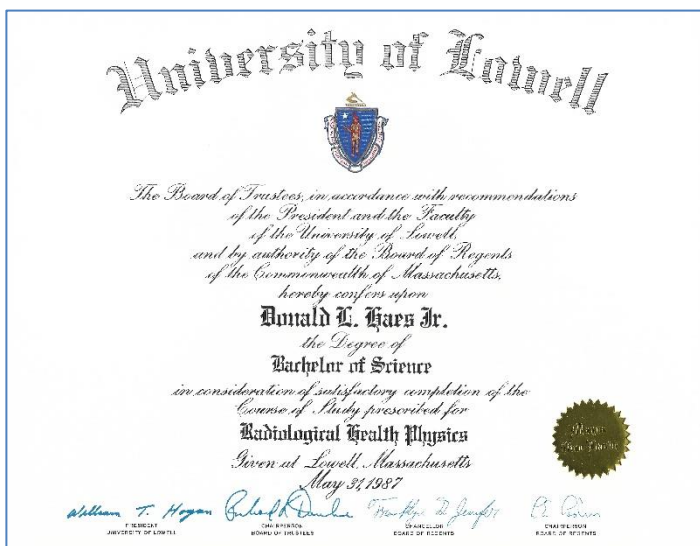 University of Lowell
The Board of Trustees, in accordance with recommendations
of the President and the Faculty
of the University of Lowell,
and by authority of the Board of Regents
of the Commonwealth of Massachusetts,
hereby confers upon
Donald L. Haes Jr.
the Degree of
Bachelor of Science
in consideration of satisfactory completion of the
Course of Study prescribed for
Radiological Health Physics
Given at Lowell, Massachusetts
May 31, 1987
William T. Hogan
PRESIDENT
UNIVERSITY OF LOWELL
CHAIRPERSON
BOARD OF TRUSTEES
CHANCELLOR
BOARD OF REGENTS
CHAIRPERSON
BOARD OF REGENTS